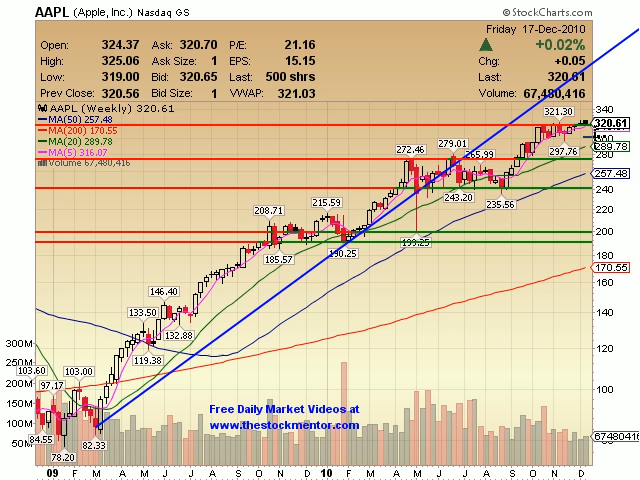 AAPL (Apple, Inc.) Nasdaq GS
© StockCharts.com
Friday 17-Dec-2010
Open: 324.37 Ask: 320.70 P/E: 21.16 +0.02%
High: 325.06 Ask Size: 1 EPS: 15.15 Chg: +0.05
Low: 319.00 Bid: 320.65 Last: 500 shrs Last: 320.61
Prev Close: 320.56 Bid Size: 1 VWAP: 321.03 Volume: 67,480,416
AAPL (Weekly) 320.61
MA(50) 257.48
MA(200) 170.55
MA(20) 289.78
MA(5) 316.07
Volume 67,480,416
321.30
340
320.61
297.76
289.78
280
272.46
279.01
265.99
257.48
240
243.20
235.56
220
208.71
215.59
200
199.25
185.57
190.25
180
170.55
160
146.40
140
133.50
132.88
120
119.38
103.60
97.17
103.00
100
84.55
78.20
82.33
300M
250M
200M
150M
100M
50M
67480416
Free Daily Market Videos at
www.thestockmentor.com
09 F M A M J J A S O N D 10 F M A M J J A S O N D